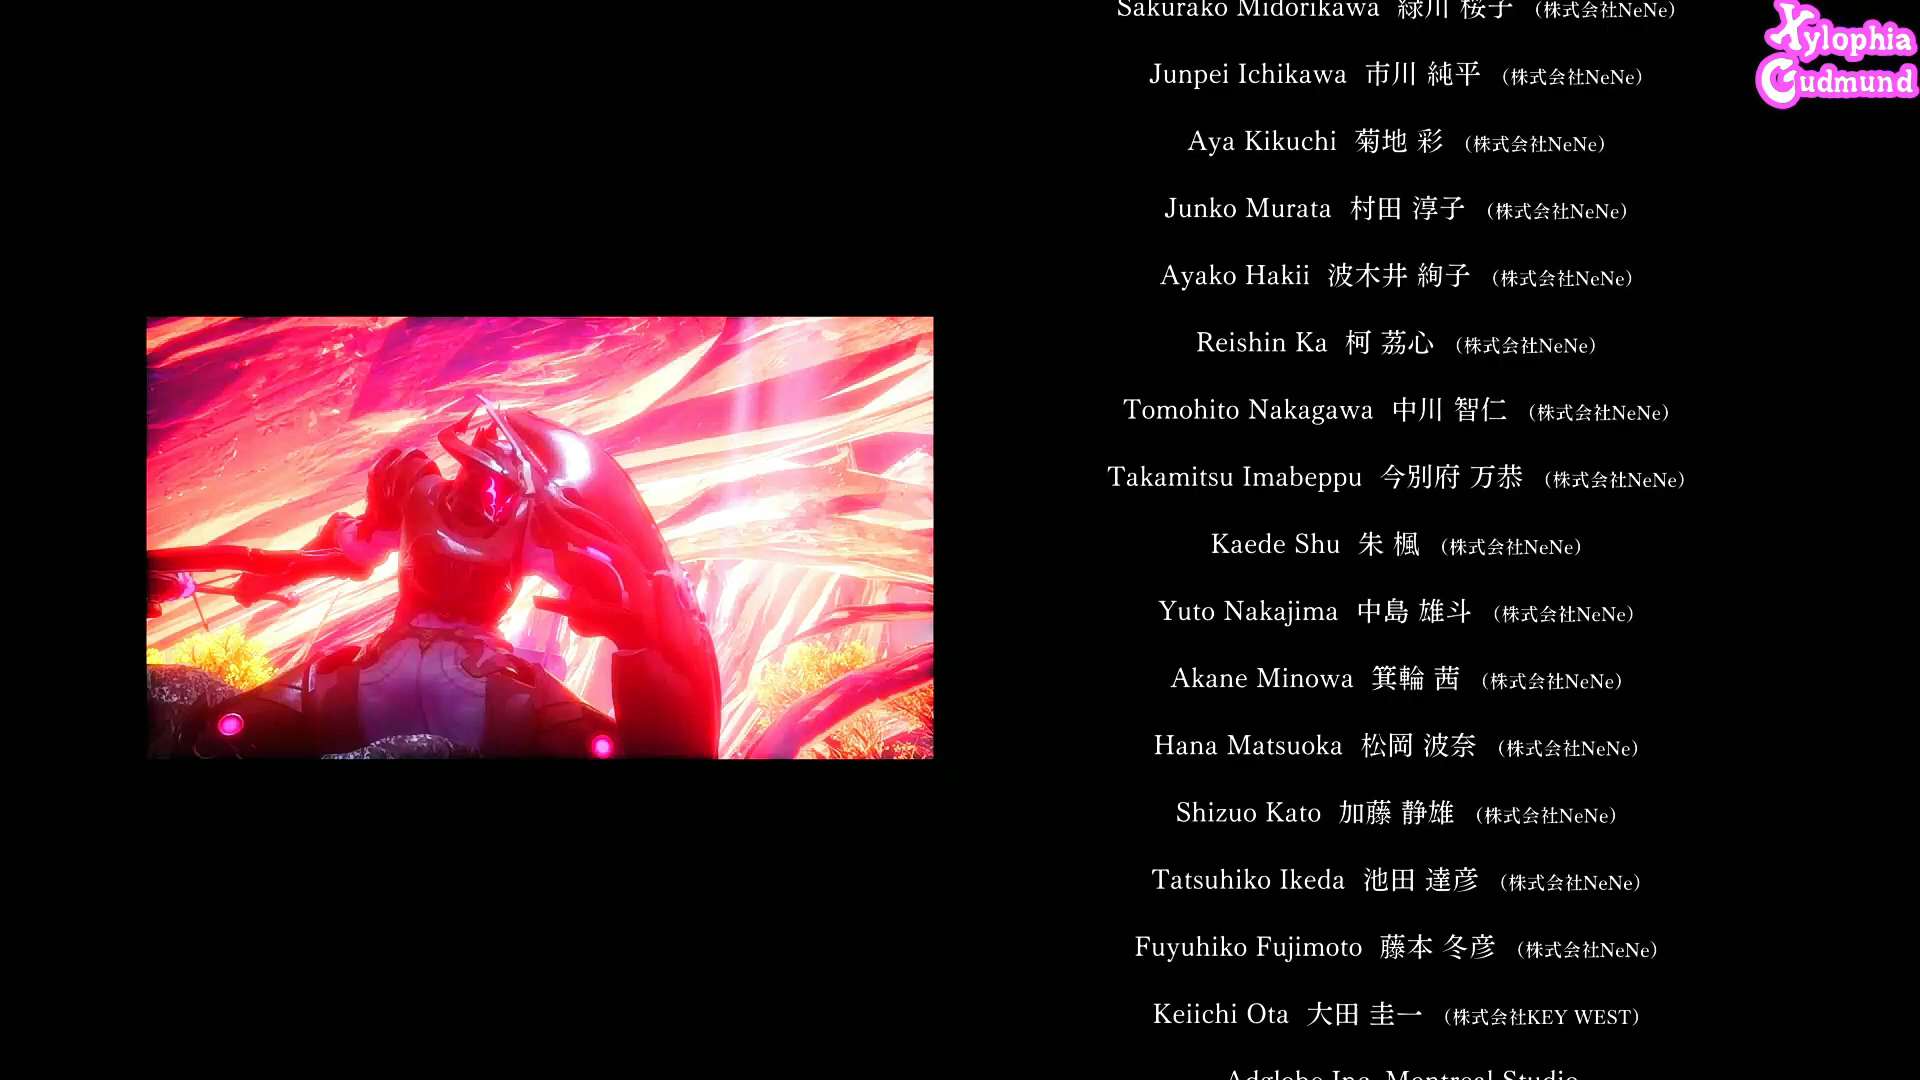 Sakurako Midorikawa 緑川 桜子 （株式会社NeNe）
Xylophia
Gudmund
Junpei Ichikawa 市川 純平 （株式会社NeNe）
Aya Kikuchi 菊地 彩 （株式会社NeNe）
Junko Murata 村田 淳子 （株式会社NeNe）
Ayako Hakii 波木井 絢子 （株式会社NeNe）
Reishin Ka 柯 茘心 （株式会社NeNe）
Tomohito Nakagawa 中川 智仁 （株式会社NeNe）
Takamitsu Imabeppu 今別府 万恭 （株式会社NeNe）
Kaede Shu 朱 楓 （株式会社NeNe）
Yuto Nakajima 中島 雄斗 （株式会社NeNe）
Akane Minowa 箕輪 茜 （株式会社NeNe）
Hana Matsuoka 松岡 波奈 （株式会社NeNe）
Shizuo Kato 加藤 静雄 （株式会社NeNe）
Tatsuhiko Ikeda 池田 達彦 （株式会社NeNe）
Fuyuhiko Fujimoto 藤本 冬彦 （株式会社NeNe）
Keiichi Ota 大田 圭一 （株式会社KEY WEST）
Adglobe Inc. Montreal Studio